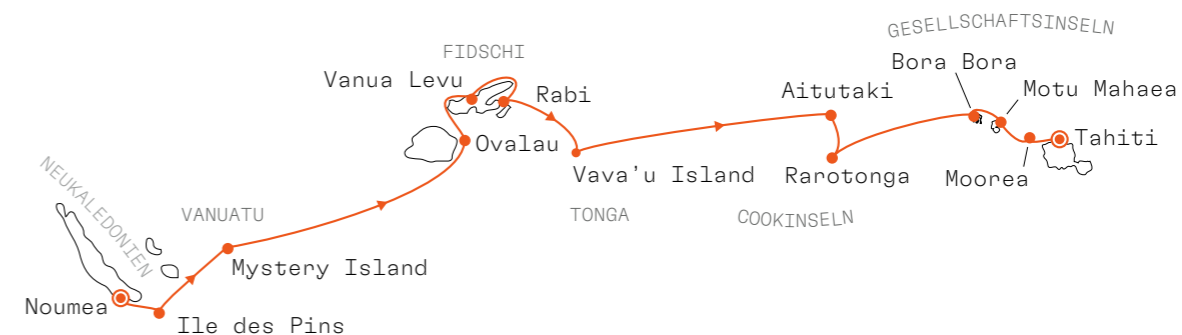 GESELLSCHAFTSINSELN
FIDSCHI
Bora Bora
Vanua Levu
Rabi
Aitutaki
Motu Mahaea
Ovalau
Tahiti
Vava'u Island
Rarotonga
Moorea
NEUKALEDONIEN
VANUATU
TONGA
COOKINSELN
Mystery Island
Noumea
Ile des Pins